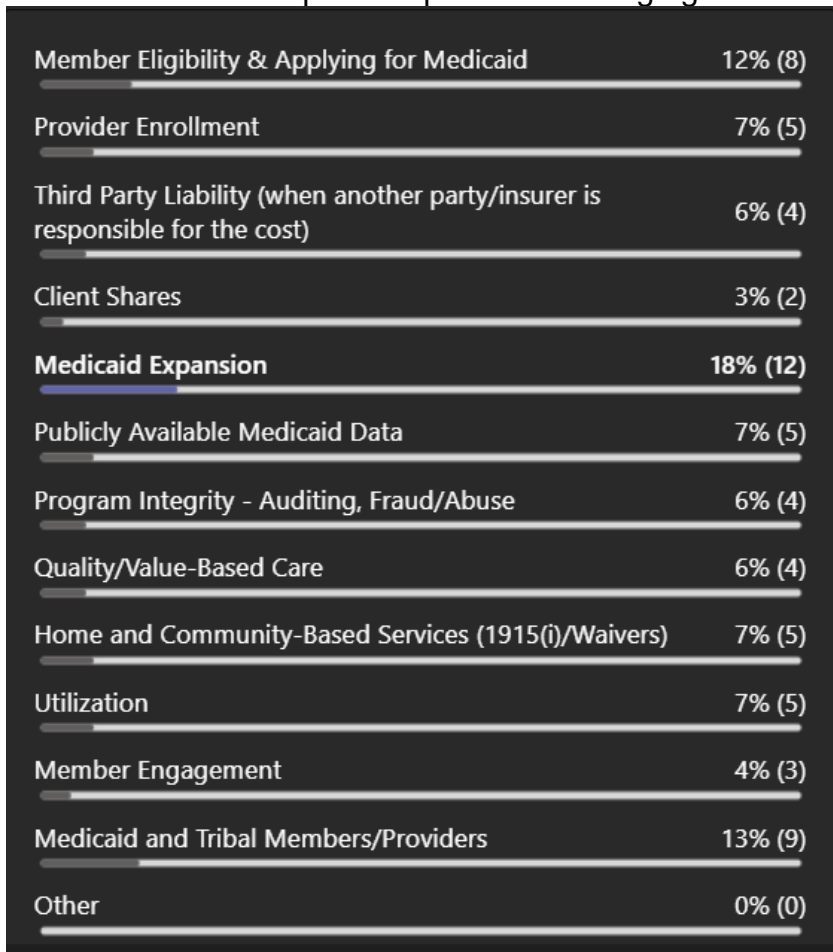 Member Eligibility & Applying for Medicaid 12% (8)
Provider Enrollment 7% (5)
Third Party Liability (when another party/insurer is
responsible for the cost) 6% (4)
Client Shares 3% (2)
Medicaid Expansion 18% (12)
Publicly Available Medicaid Data 7% (5)
Program Integrity - Auditing, Fraud/Abuse 6% (4)
Quality/Value-Based Care 6% (4)
Home and Community-Based Services (1915(i)/Waivers) 7% (5)
Utilization 7% (5)
Member Engagement 4% (3)
Medicaid and Tribal Members/Providers 13% (9)
Other 0% (0)